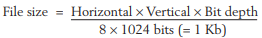 File size = Horizontal × Vertical × Bit depth
8 × 1024 bits (= 1 Kb)